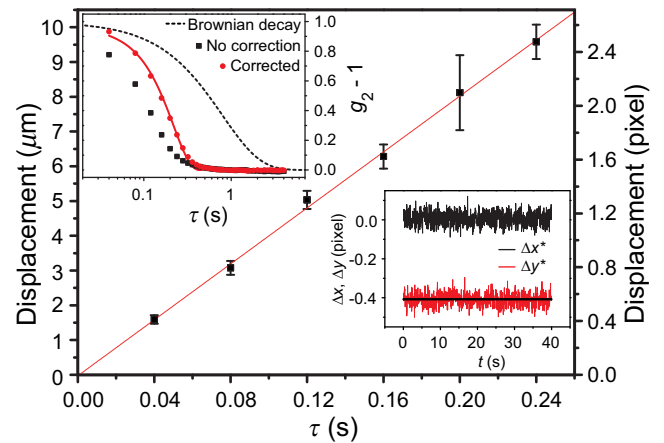 Displacement (μm)
10
9
8
7
6
5
4
3
2
1
0
0.00 0.04 0.08 0.12 0.16 0.20 0.24
τ (s)
Displacement (pixel)
2.4
2.0
1.6
1.2
0.8
0.4
0.0
Brownian decay
No correction
Corrected
1.0
0.8
0.6
0.4
0.2
0.0
g2 - 1
0.1 1
τ (s)
Δx, Δy (pixel)
0.0
-0.2
-0.4
Δx*
Δy*
0 10 20 30 40
t (s)